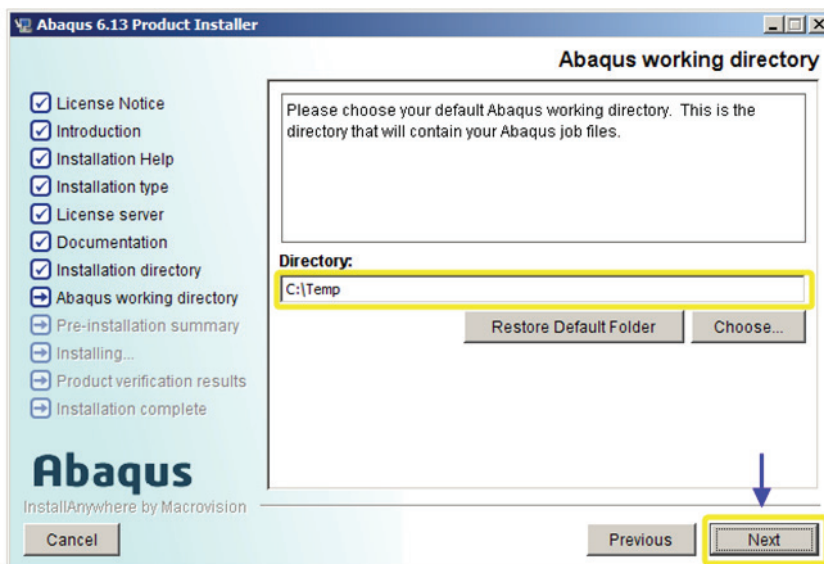 Abaqus 6.13 Product Installer
Abaqus working directory
License Notice
Introduction
Installation Help
Installation type
License server
Documentation
Installation directory
Abaqus working directory
Pre-installation summary
Installing...
Product verification results
Installation complete
Please choose your default Abaqus working directory. This is the
directory that will contain your Abaqus job files.
Directory:
C:\Temp
Restore Default Folder
Choose...
Abaqus
InstallAnywhere by Macrovision
Cancel
Previous
Next